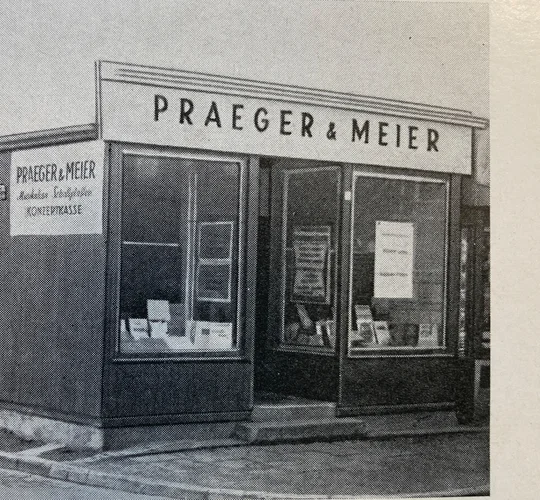 PRAEGER & MEIER
PRAEGER & MEIER
Musikalien Schallplatten
KONZERTKASSE